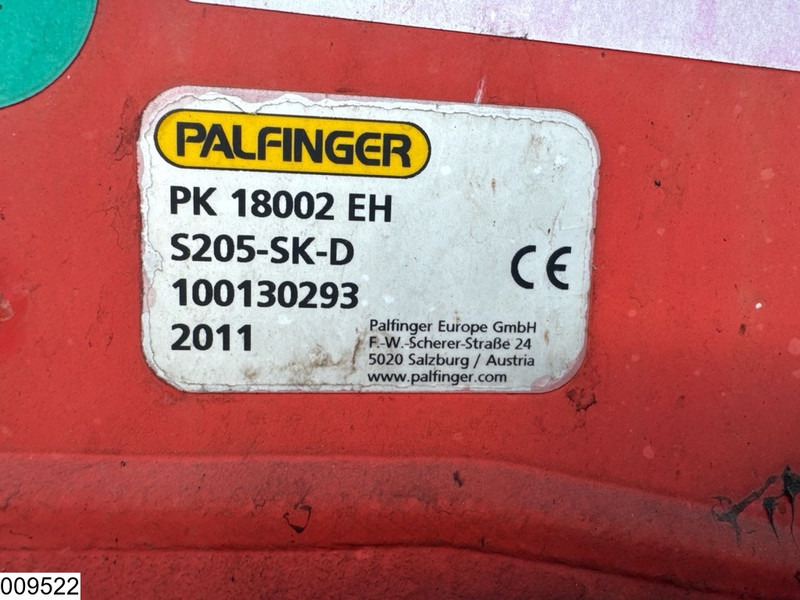 PALFINGER
PK 18002 EH
S205-SK-D
100130293
2011
CE
Palfinger Europe GmbH
F.-W.-Scherer-Straße 24
5020 Salzburg / Austria
www.palfinger.com
009522